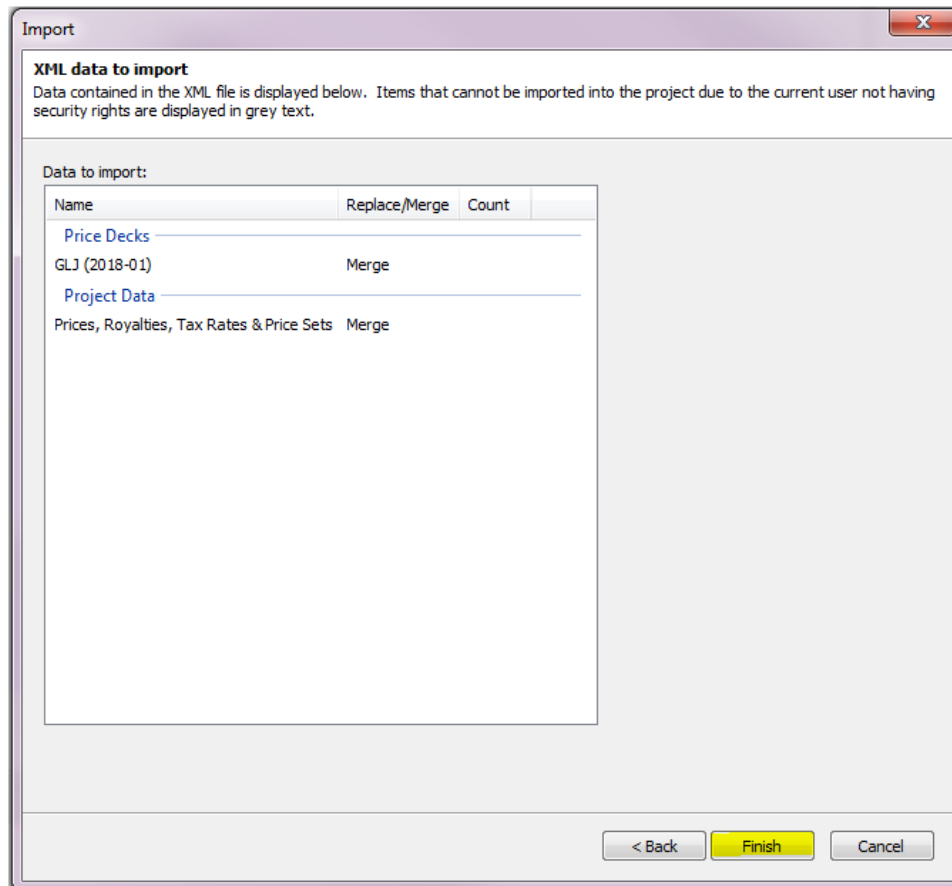 Import
XML data to import
Data contained in the XML file is displayed below.  Items that cannot be imported into the project due to the current user not having
security rights are displayed in grey text.
Data to import:
Name Replace/Merge Count
Price Decks
GLJ (2018-01) Merge
Project Data
Prices, Royalties, Tax Rates & Price Sets Merge
< Back Finish Cancel